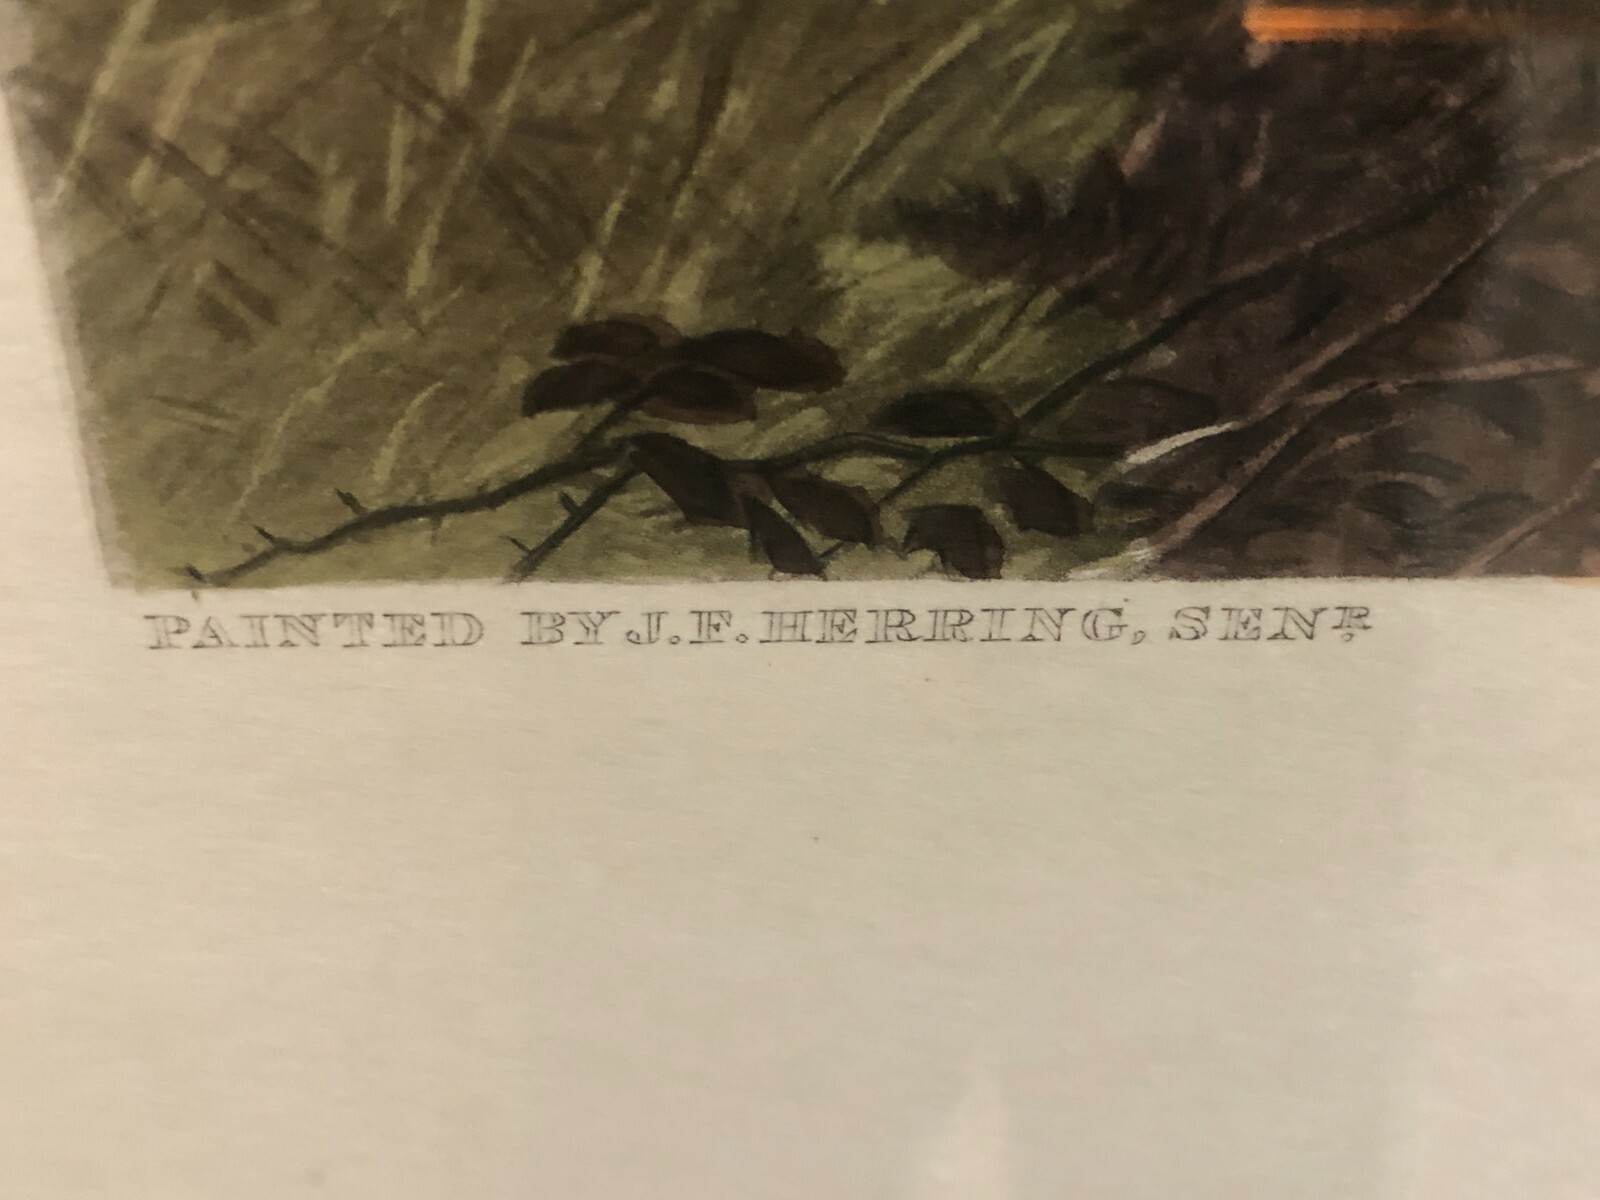 PAINTED BY J. F. HERRING, SENR.